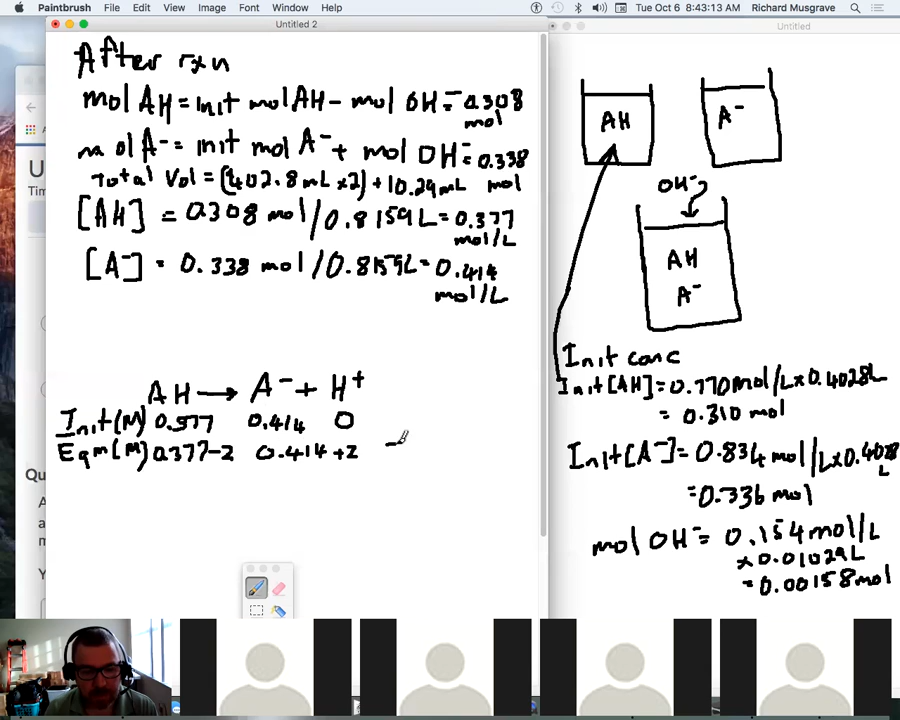 Paintbrush File Edit View Image Font Window Help
Tue Oct 6 8:43:13 AM Richard Musgrave
Untitled 2
After rxn
mol AH = init mol AH - mol OH⁻ = 0.308
mol
mol A⁻ = init mol A⁻ + mol OH⁻ = 0.338
mol
Total Vol = (402.8 mL x 2) + 10.29 mL
[AH] = 0.308 mol / 0.8159 L = 0.377
mol/L
[A⁻] = 0.338 mol / 0.8159 L = 0.414
mol/L
AH → A⁻ + H⁺
Init (M) 0.377 0.414 0
Eqm (M) 0.377-z 0.414+z
Untitled
AH
A⁻
OH⁻
AH
A⁻
Init conc
Init [AH] = 0.770 mol/L x 0.4028 L
= 0.310 mol
Init [A⁻] = 0.834 mol/L x 0.4028
L
= 0.336 mol
mol OH⁻ = 0.154 mol/L
x 0.01029 L
= 0.00158 mol